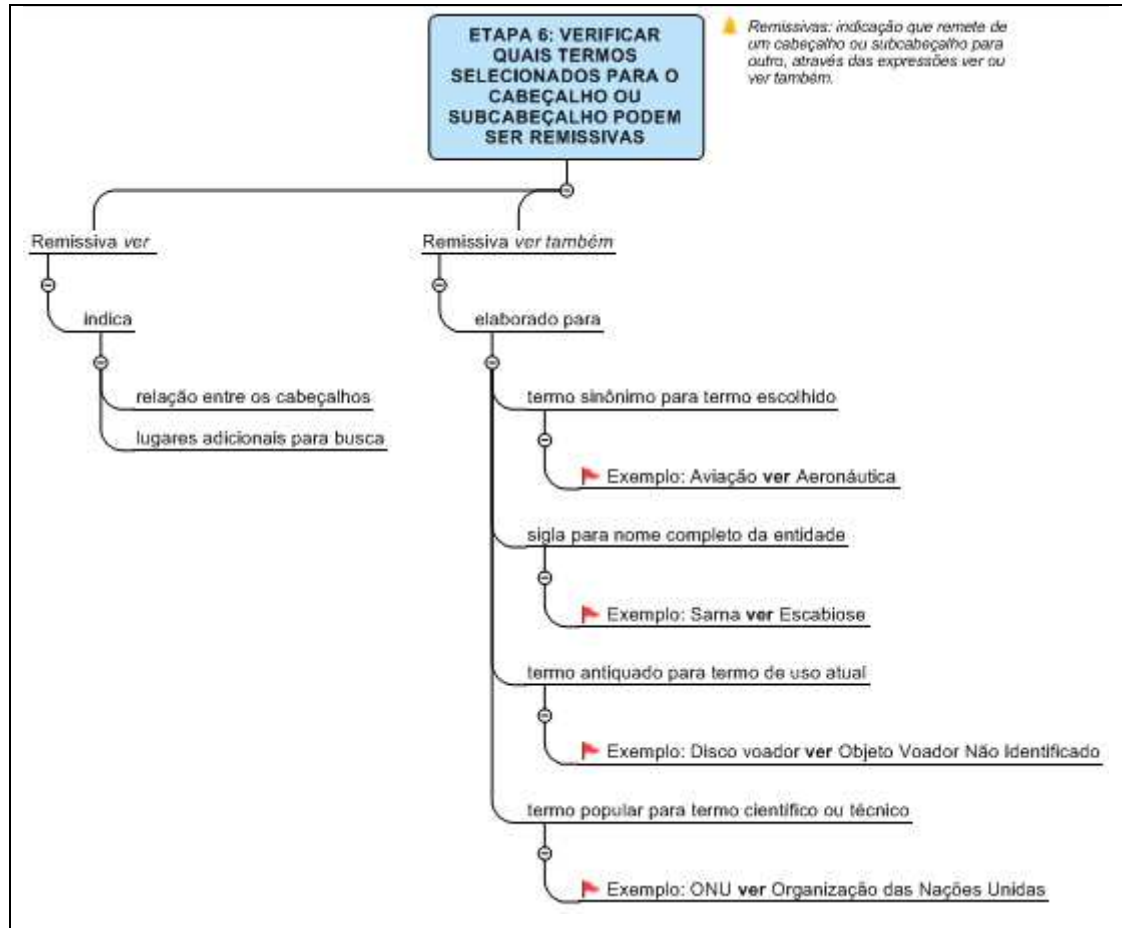 ETAPA 6: VERIFICAR
QUAIS TERMOS
SELECIONADOS PARA O
CABEÇALHO OU
SUBCABEÇALHO PODEM
SER REMISSIVAS
Remissivas: indicação que remete de
um cabeçalho ou subcabeçalho para
outro, através das expressões ver ou
ver também.
Remissiva ver
indica
relação entre os cabeçalhos
lugares adicionais para busca
Remissiva ver também
elaborado para
termo sinônimo para termo escolhido
Exemplo: Aviação ver Aeronáutica
sigla para nome completo da entidade
Exemplo: Sarna ver Escabiose
termo antiquado para termo de uso atual
Exemplo: Disco voador ver Objeto Voador Não Identificado
termo popular para termo científico ou técnico
Exemplo: ONU ver Organização das Nações Unidas